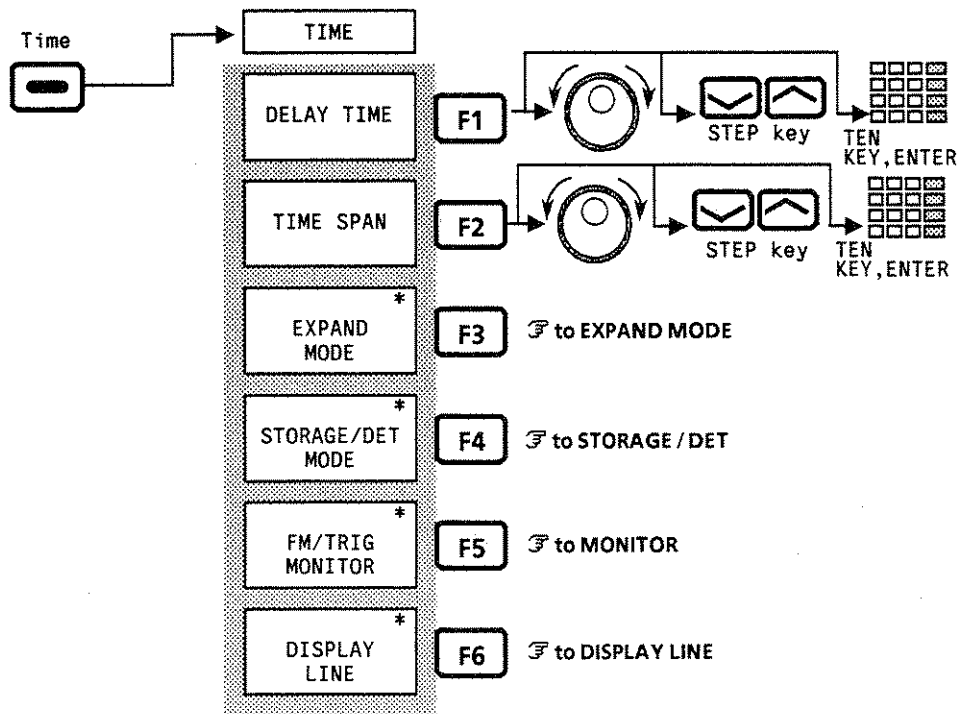 Time
TIME
DELAY TIME
F1
STEP key
TEN
KEY,ENTER
TIME SPAN
F2
STEP key
TEN
KEY,ENTER
*
EXPAND
MODE
F3
☞ to EXPAND MODE
*
STORAGE/DET
MODE
F4
☞ to STORAGE / DET
*
FM/TRIG
MONITOR
F5
☞ to MONITOR
*
DISPLAY
LINE
F6
☞ to DISPLAY LINE